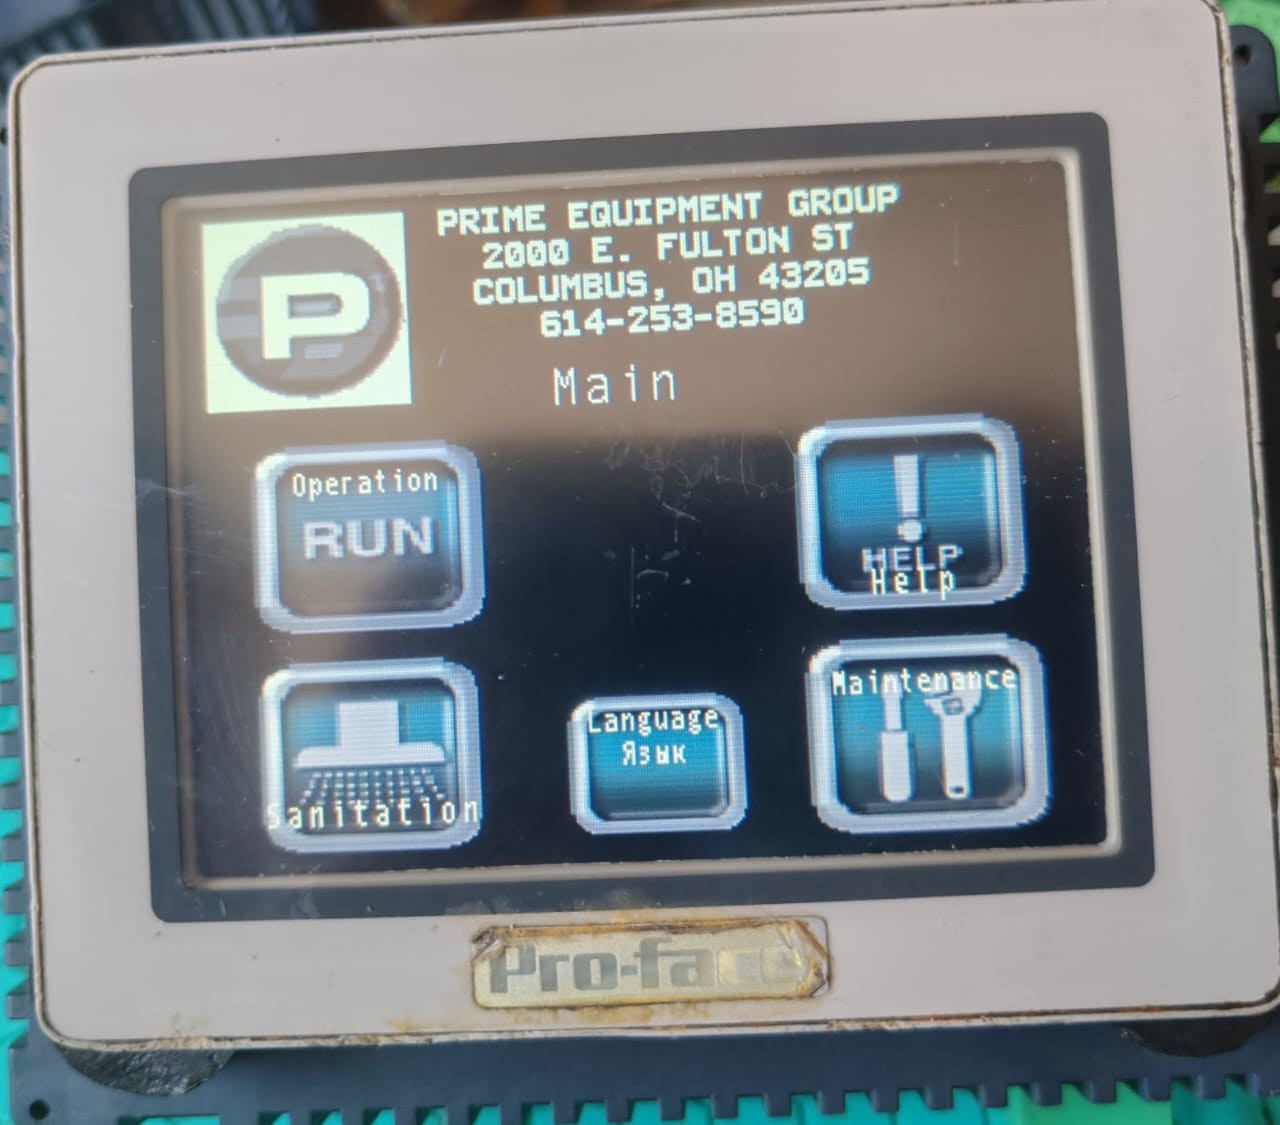 P
PRIME EQUIPMENT GROUP
2000 E. FULTON ST
COLUMBUS, OH 43205
614-253-8590
Main
Operation
RUN
HELP
Help
Sanitation
Language
Язык
Maintenance
Pro-face